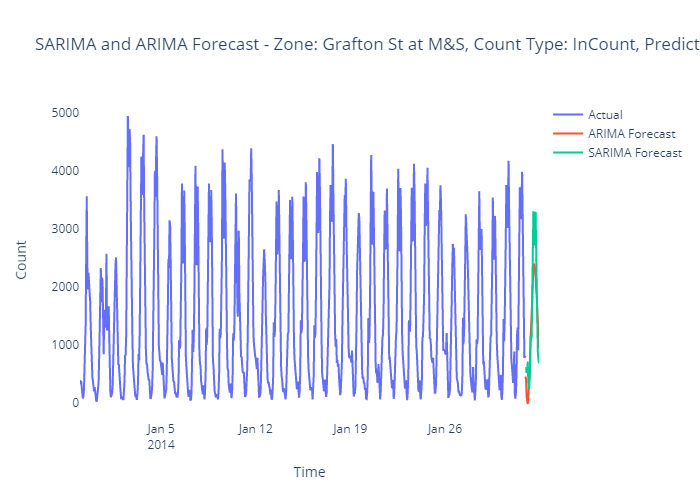 SARIMA and ARIMA Forecast - Zone: Grafton St at M&S, Count Type: InCount, Predict
Actual
ARIMA Forecast
SARIMA Forecast
Count
5000
4000
3000
2000
1000
0
Jan 5
2014
Jan 12
Jan 19
Jan 26
Time